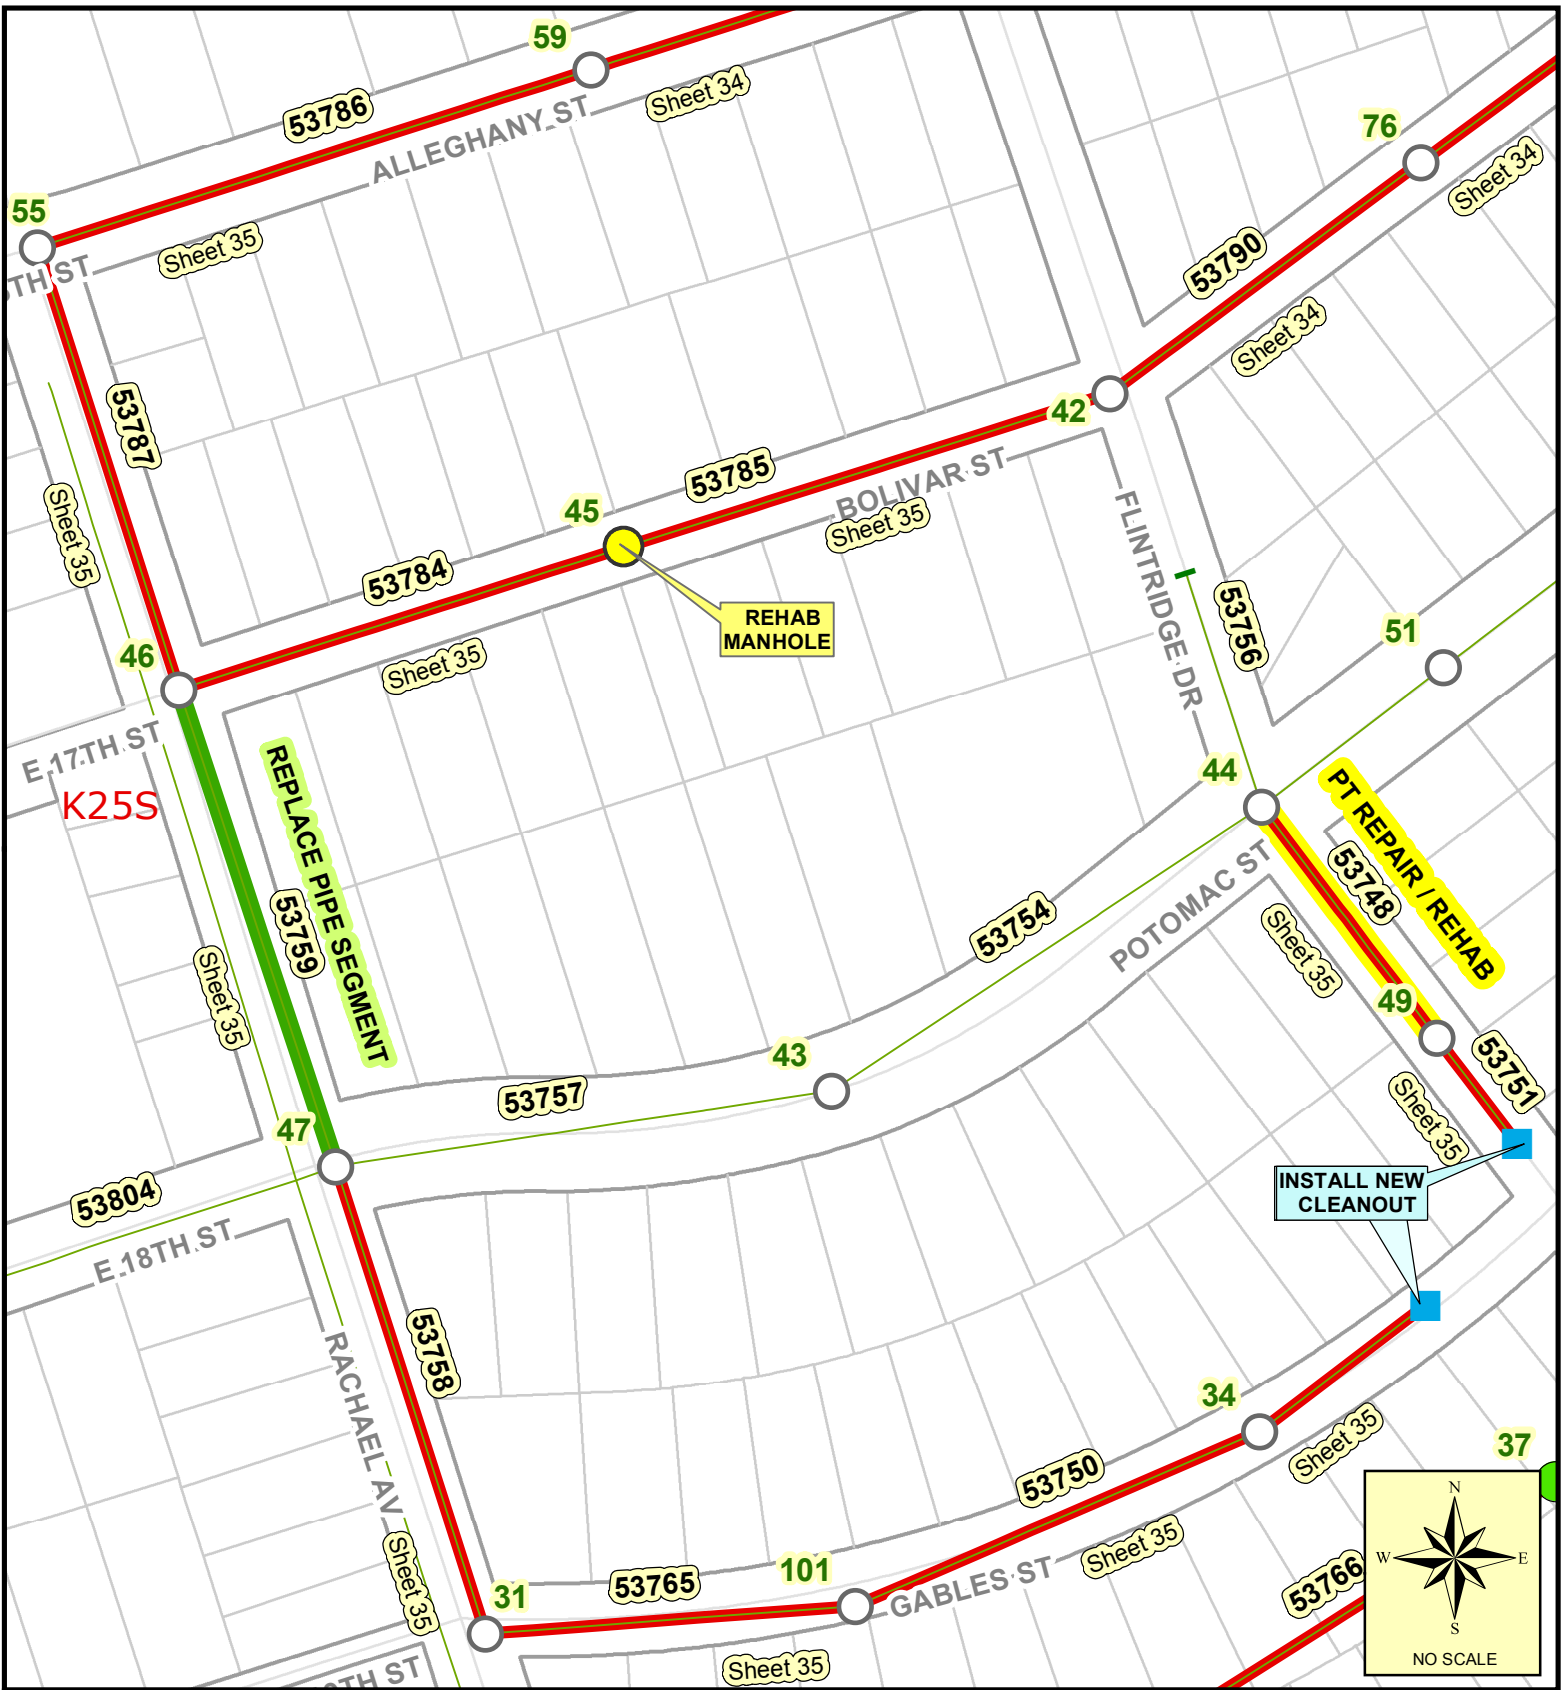 59
53786
Sheet 34
ALLEGHANY ST
76
Sheet 34
55
Sheet 35
TH ST
53790
Sheet 34
53787
42
53785
BOLIVAR ST
45
Sheet 35
Sheet 35
53784
FLINTRIDGE DR
53756
REHAB
MANHOLE
51
46
Sheet 35
E 17TH ST
K25S
44
REPLACE PIPE SEGMENT
PT REPAIR / REHAB
53748
53759
53754
POTOMAC ST
Sheet 35
Sheet 35
49
43
53757
53751
Sheet 35
47
53804
E 18TH ST
INSTALL NEW
CLEANOUT
53758
RACHAEL AV
34
Sheet 35
37
53750
Sheet 35
Sheet 35
101
53765
31
GABLES ST
53766
Sheet 35
TH ST
N
W
E
S
NO SCALE